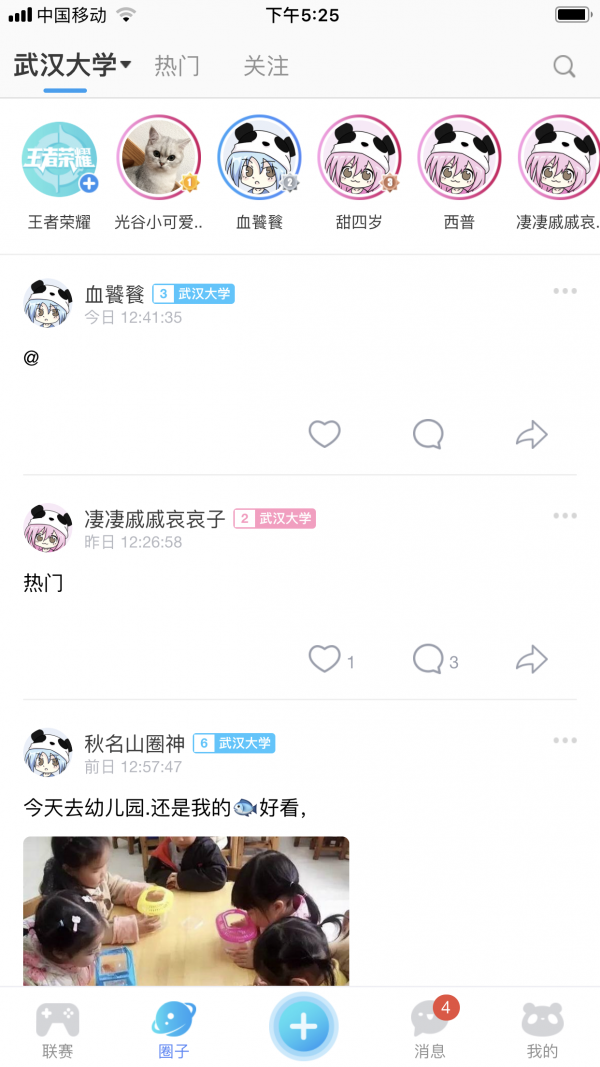 中国移动 下午5:25
武汉大学 热门 关注
王者荣耀
1 2 3
王者荣耀 光谷小可爱.. 血饕餮 甜四岁 西普 凄凄戚戚哀..
血饕餮 3 武汉大学
今日 12:41:35
@
凄凄戚戚哀哀子 2 武汉大学
昨日 12:26:58
热门
1 3
秋名山圈神 6 武汉大学
前日 12:57:47
今天去幼儿园.还是我的🐟好看，
4
联赛 圈子 消息 我的